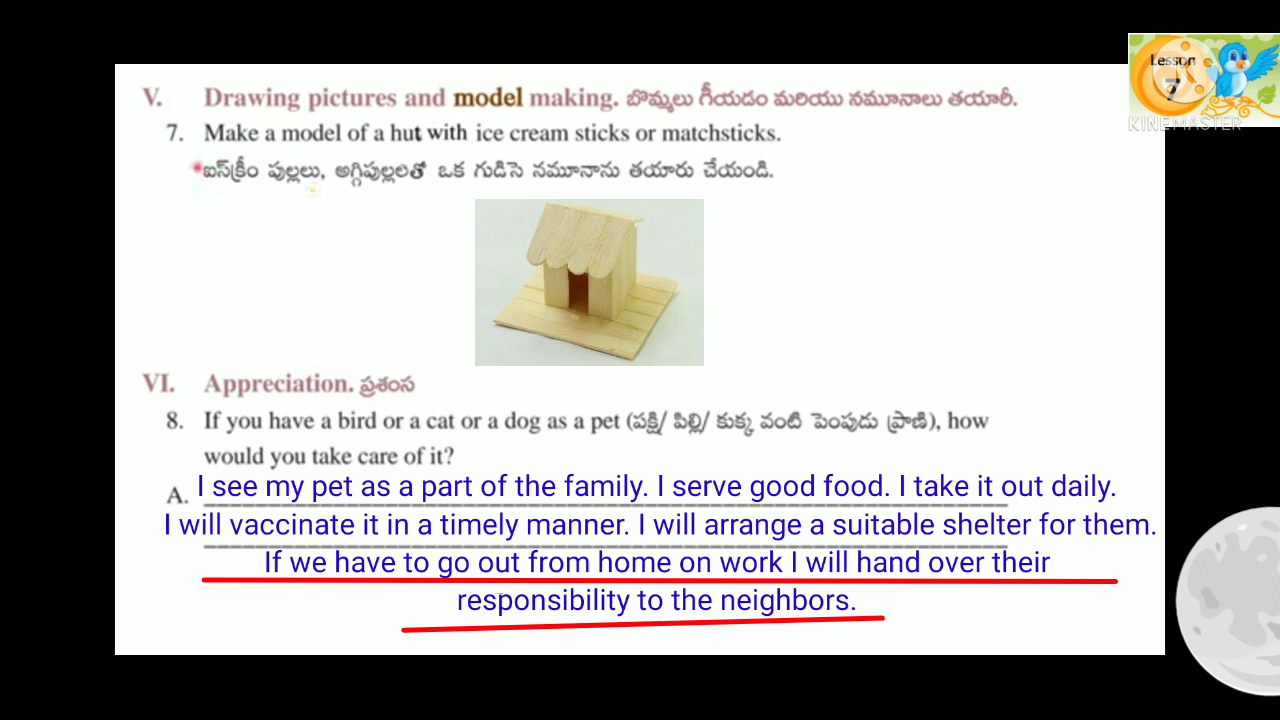 Lesson
7
KINEMASTER
V. Drawing pictures and model making. బొమ్మలు గీయడం మరియు నమూనాలు తయారీ.
7. Make a model of a hut with ice cream sticks or matchsticks.
ఐస్‌క్రీం పుల్లలు, అగ్గిపుల్లలతో ఒక గుడిసె నమూనాను తయారు చేయండి.
VI. Appreciation. ప్రశంస
8. If you have a bird or a cat or a dog as a pet (పక్షి/ పిల్లి/ కుక్క వంటి పెంపుడు ప్రాణి), how
would you take care of it?
A. I see my pet as a part of the family. I serve good food. I take it out daily.
I will vaccinate it in a timely manner. I will arrange a suitable shelter for them.
If we have to go out from home on work I will hand over their
responsibility to the neighbors.